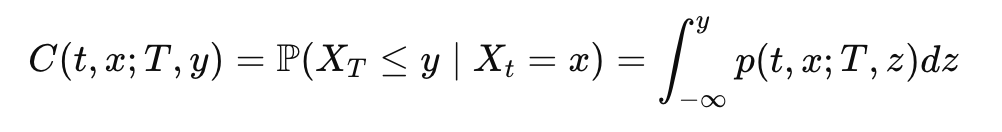 C(t, x; T, y) = ℙ(X_T ≤ y | X_t = x) = ∫_{-∞}^{y} p(t, x; T, z)dz